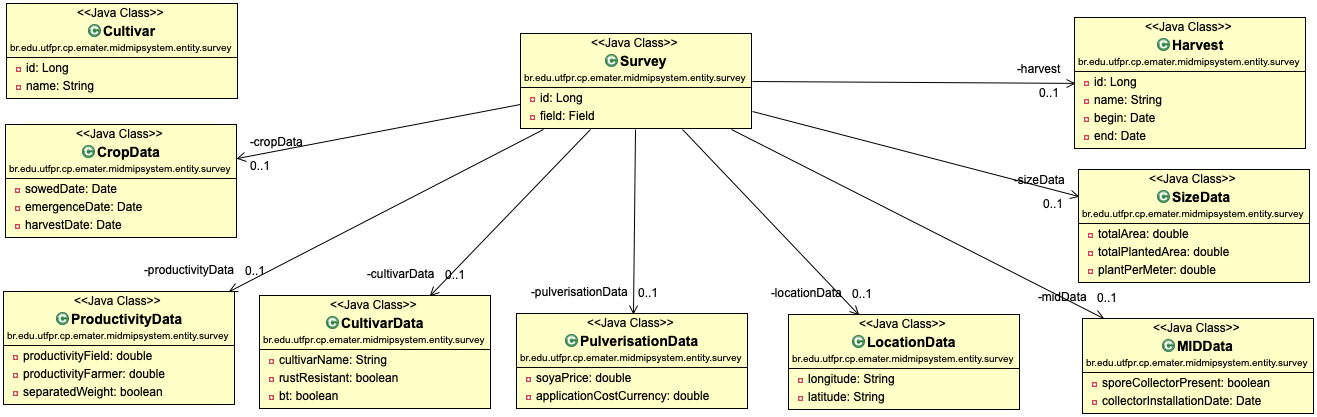 <<Java Class>>
C Cultivar
br.edu.utfpr.cp.emater.midmipsystem.entity.survey
id: Long
name: String
<<Java Class>>
C Survey
br.edu.utfpr.cp.emater.midmipsystem.entity.survey
id: Long
field: Field
<<Java Class>>
C Harvest
br.edu.utfpr.cp.emater.midmipsystem.entity.survey
id: Long
name: String
begin: Date
end: Date
-harvest
0..1
<<Java Class>>
C CropData
br.edu.utfpr.cp.emater.midmipsystem.entity.survey
sowedDate: Date
emergenceDate: Date
harvestDate: Date
-cropData
0..1
<<Java Class>>
C SizeData
br.edu.utfpr.cp.emater.midmipsystem.entity.survey
totalArea: double
totalPlantedArea: double
plantPerMeter: double
-sizeData
0..1
-productivityData 0..1
<<Java Class>>
C ProductivityData
br.edu.utfpr.cp.emater.midmipsystem.entity.survey
productivityField: double
productivityFarmer: double
separatedWeight: boolean
-cultivarData 0..1
<<Java Class>>
C CultivarData
br.edu.utfpr.cp.emater.midmipsystem.entity.survey
cultivarName: String
rustResistant: boolean
bt: boolean
-pulverisationData 0..1
<<Java Class>>
C PulverisationData
br.edu.utfpr.cp.emater.midmipsystem.entity.survey
soyaPrice: double
applicationCostCurrency: double
-locationData 0..1
<<Java Class>>
C LocationData
br.edu.utfpr.cp.emater.midmipsystem.entity.survey
longitude: String
latitude: String
-midData 0..1
<<Java Class>>
C MIDData
br.edu.utfpr.cp.emater.midmipsystem.entity.survey
sporeCollectorPresent: boolean
collectorInstallationDate: Date